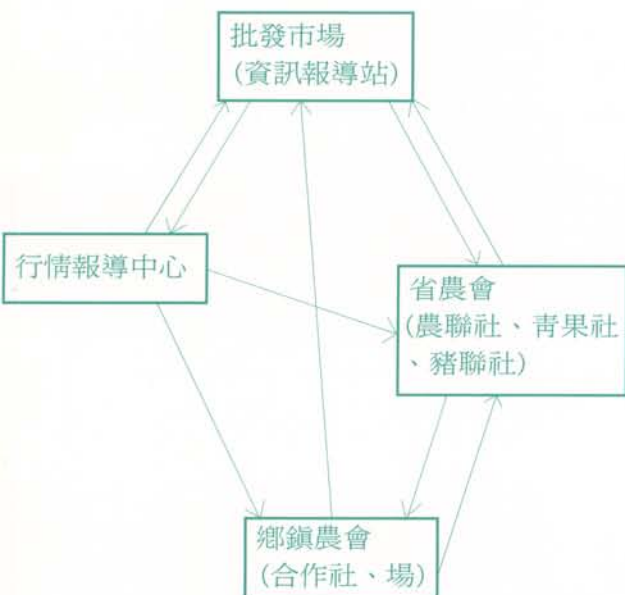 批發市場
(資訊報導站)
行情報導中心
省農會
(農聯社、青果社
、豬聯社)
鄉鎮農會
(合作社、場)